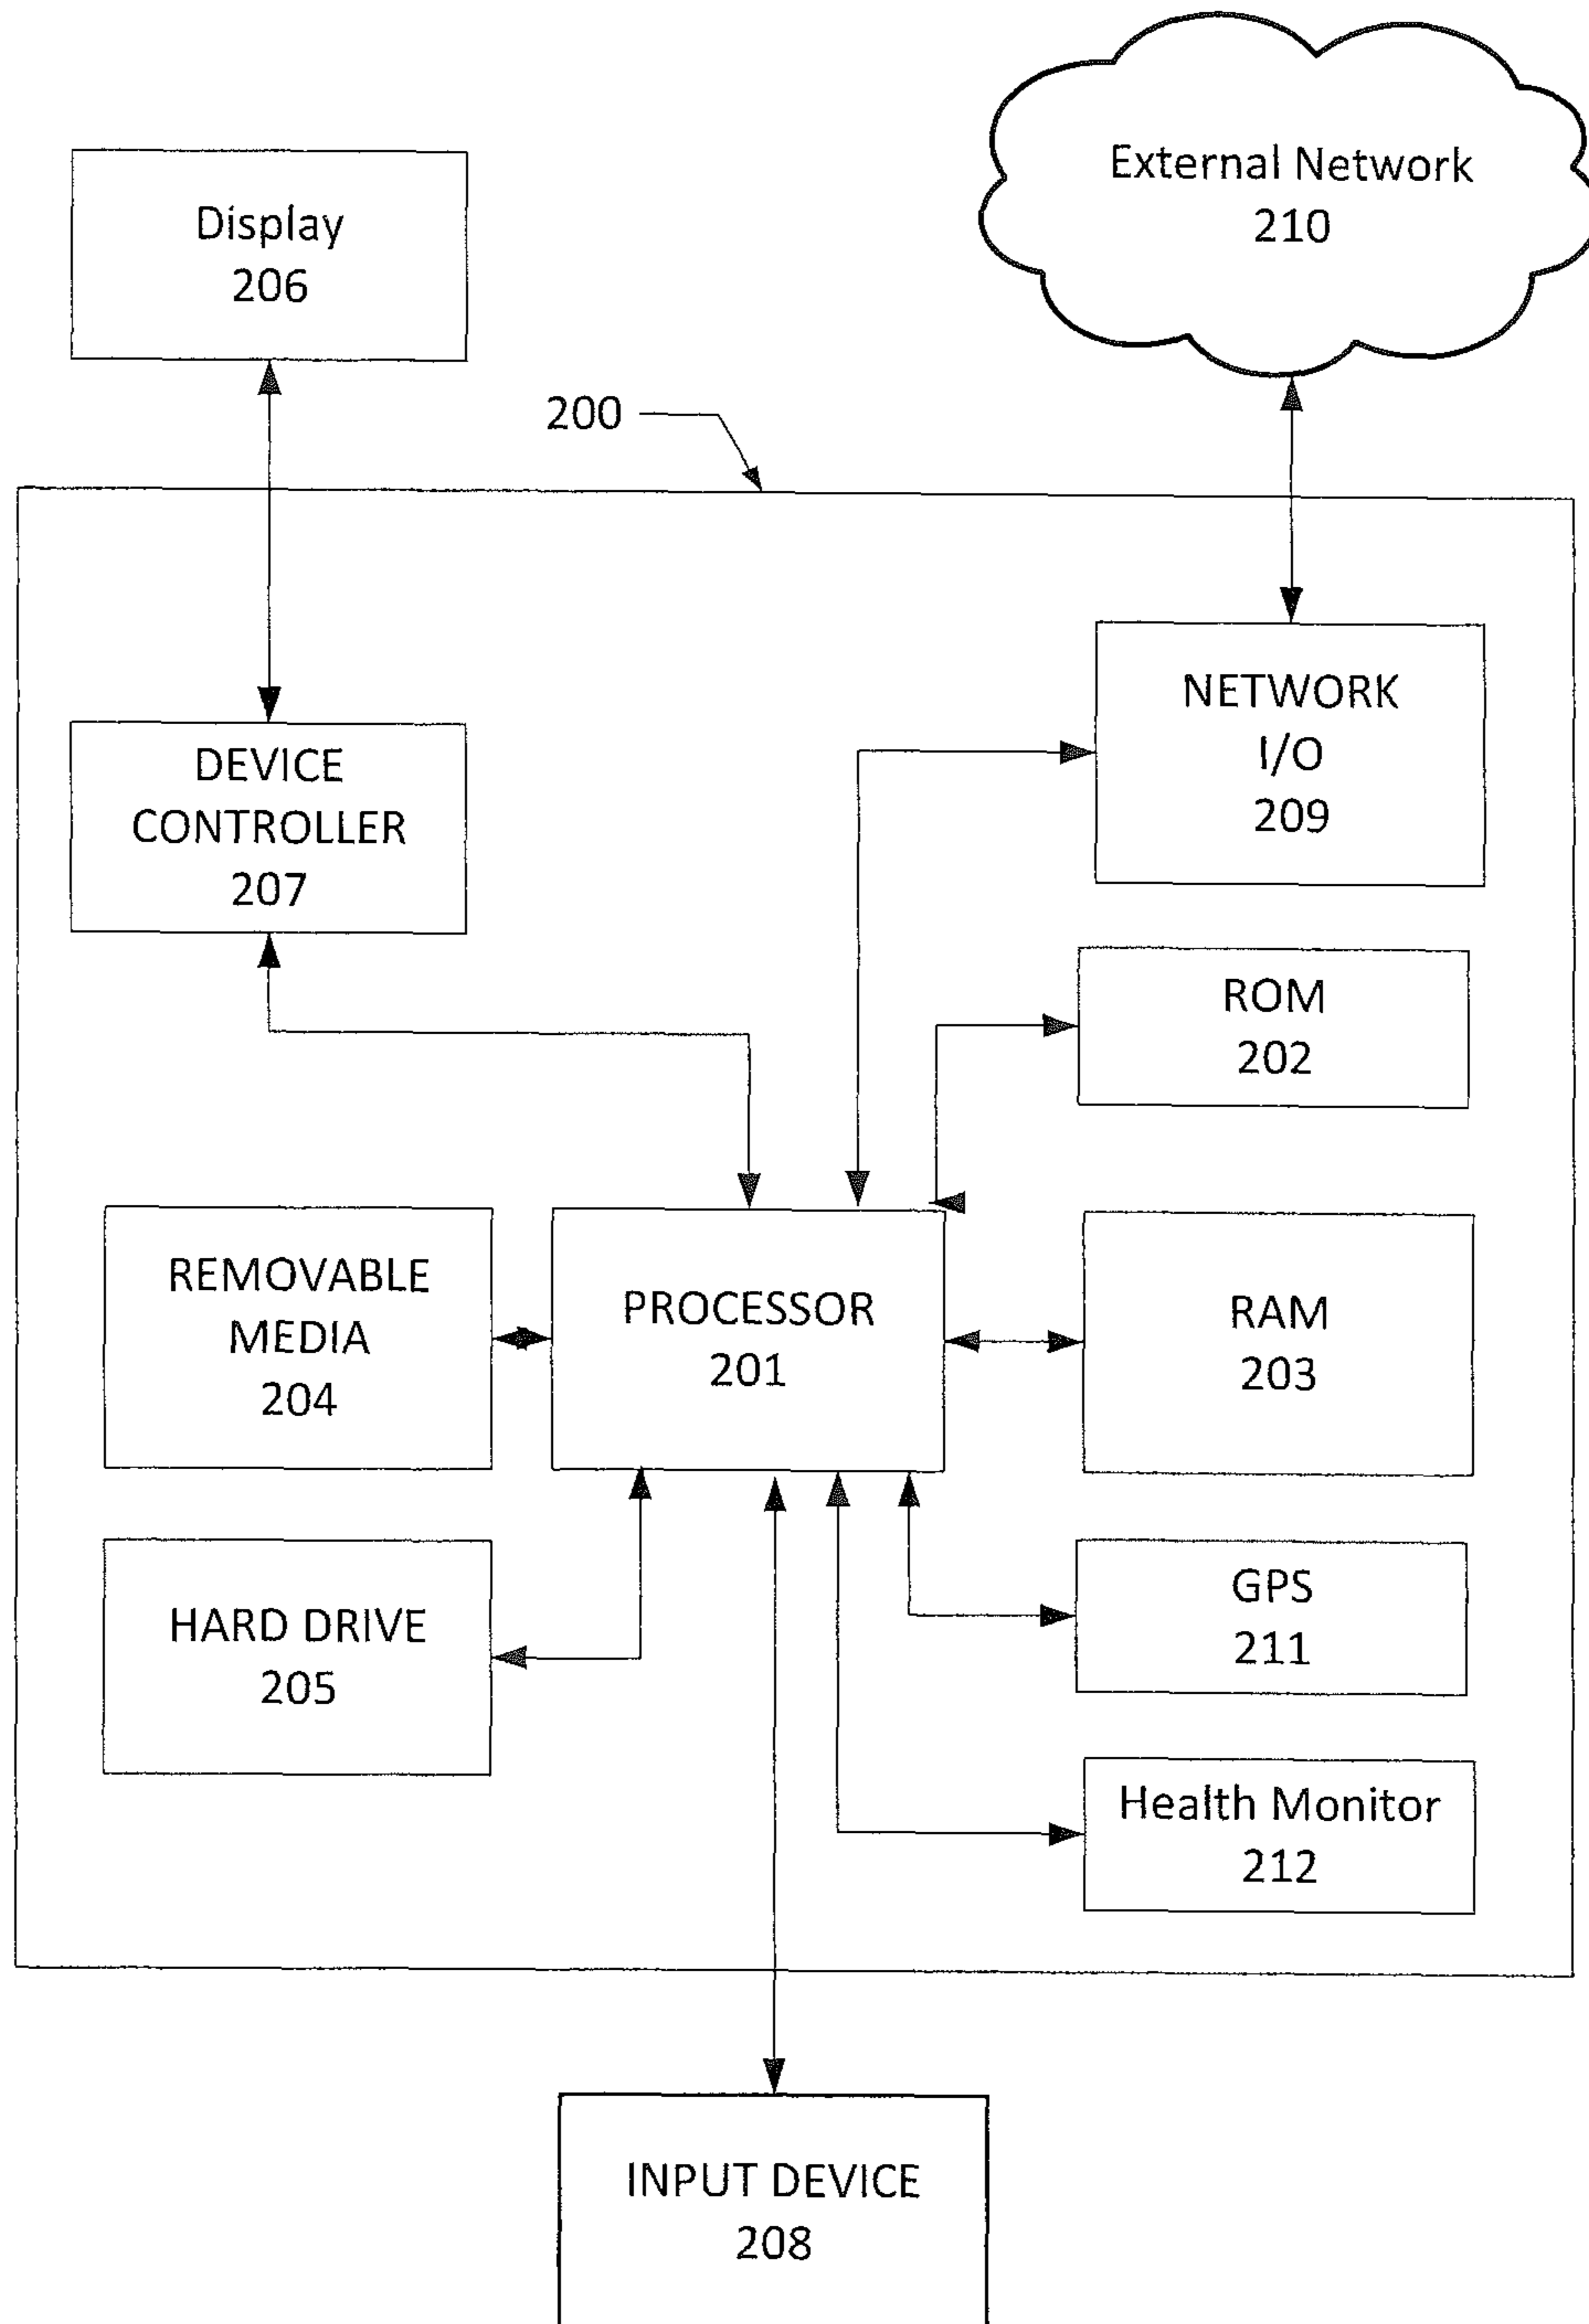 External Network
210
Display
206
200
NETWORK
I/O
209
DEVICE
CONTROLLER
207
ROM
202
REMOVABLE
MEDIA
204
PROCESSOR
201
RAM
203
HARD DRIVE
205
GPS
211
Health Monitor
212
INPUT DEVICE
208